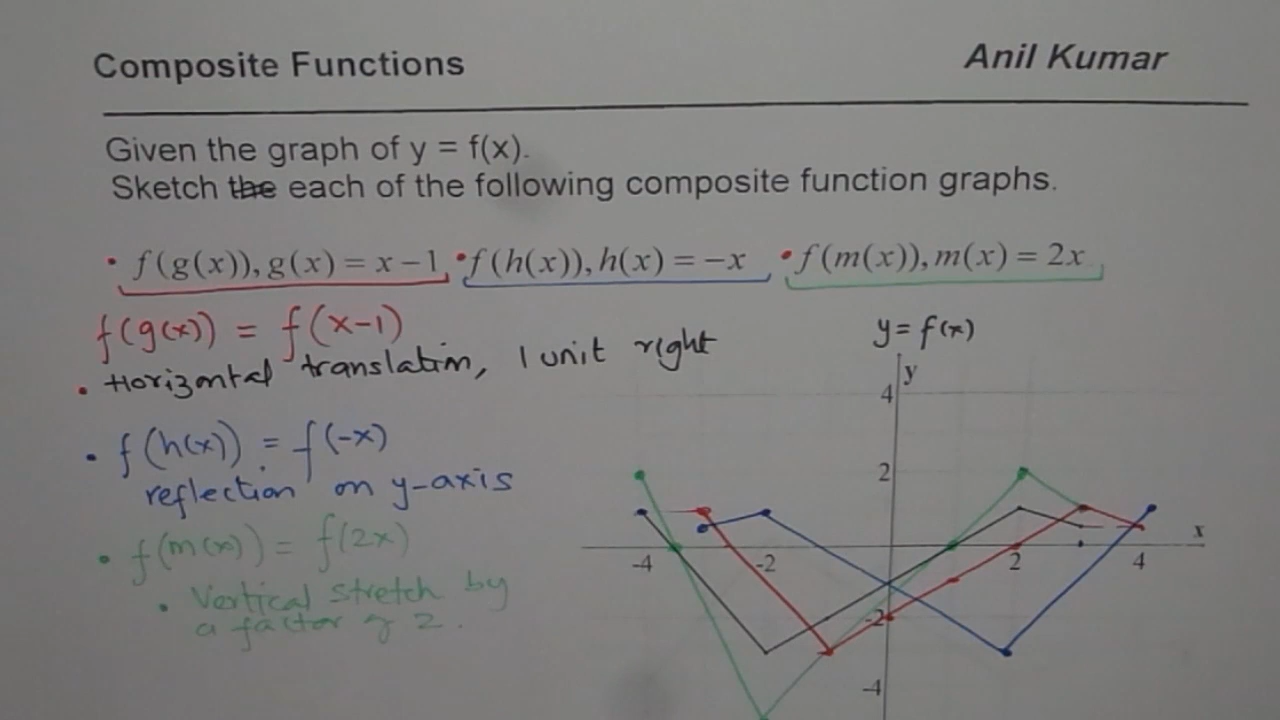 Composite Functions
Anil Kumar
Given the graph of y = f(x).
Sketch the each of the following composite function graphs.
• f(g(x)), g(x) = x − 1 • f(h(x)), h(x) = −x • f(m(x)), m(x) = 2x
f(g(x)) = f(x-1)
• Horizontal translation, 1 unit right
• f(h(x)) = f(-x)
reflection on y-axis
• f(m(x)) = f(2x)
• Vertical stretch by
a factor of 2.
y = f(x)
y
4
2
x
-4 -2 2 4
-2
-4